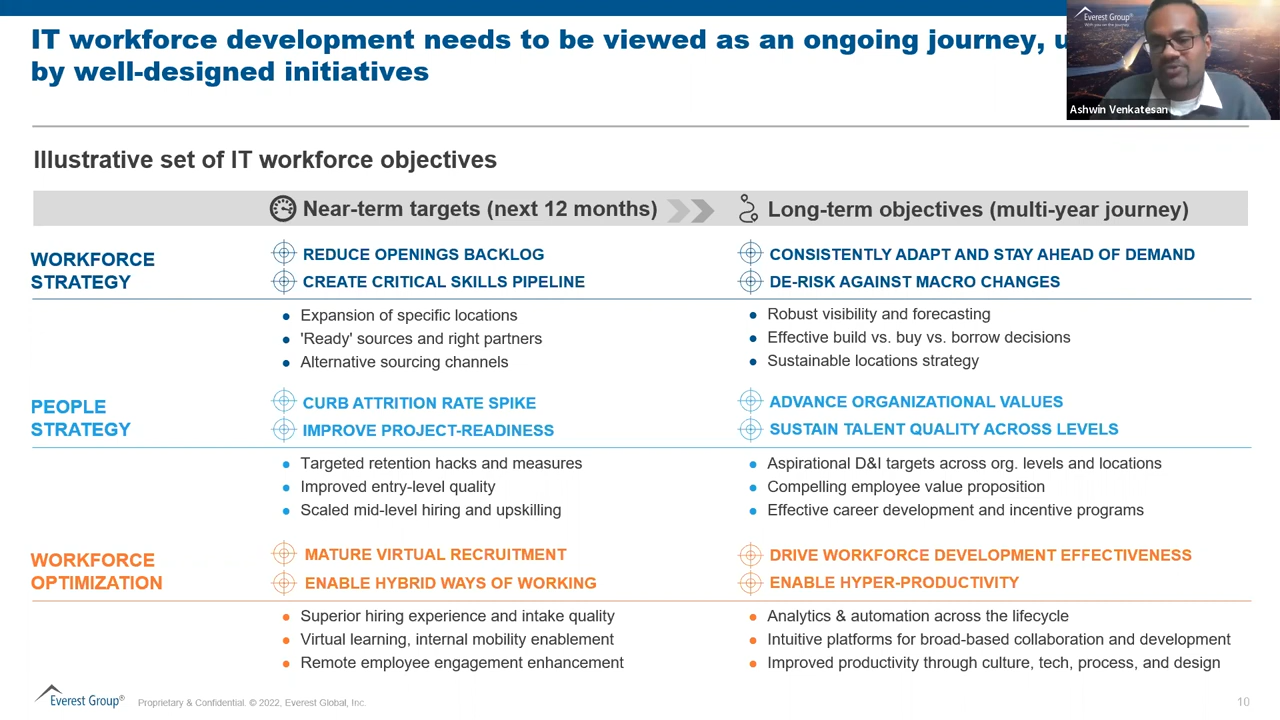 IT workforce development needs to be viewed as an ongoing journey,
by well-designed initiatives
Everest Group®
With you on the journey
Ashwin Venkatesan
Illustrative set of IT workforce objectives
Near-term targets (next 12 months)
Long-term objectives (multi-year journey)
WORKFORCE
STRATEGY
REDUCE OPENINGS BACKLOG
CREATE CRITICAL SKILLS PIPELINE
• Expansion of specific locations
• 'Ready' sources and right partners
• Alternative sourcing channels
CONSISTENTLY ADAPT AND STAY AHEAD OF DEMAND
DE-RISK AGAINST MACRO CHANGES
• Robust visibility and forecasting
• Effective build vs. buy vs. borrow decisions
• Sustainable locations strategy
PEOPLE
STRATEGY
CURB ATTRITION RATE SPIKE
IMPROVE PROJECT-READINESS
• Targeted retention hacks and measures
• Improved entry-level quality
• Scaled mid-level hiring and upskilling
ADVANCE ORGANIZATIONAL VALUES
SUSTAIN TALENT QUALITY ACROSS LEVELS
• Aspirational D&I targets across org. levels and locations
• Compelling employee value proposition
• Effective career development and incentive programs
WORKFORCE
OPTIMIZATION
MATURE VIRTUAL RECRUITMENT
ENABLE HYBRID WAYS OF WORKING
• Superior hiring experience and intake quality
• Virtual learning, internal mobility enablement
• Remote employee engagement enhancement
DRIVE WORKFORCE DEVELOPMENT EFFECTIVENESS
ENABLE HYPER-PRODUCTIVITY
• Analytics & automation across the lifecycle
• Intuitive platforms for broad-based collaboration and development
• Improved productivity through culture, tech, process, and design
Everest Group®
Proprietary & Confidential. © 2022, Everest Global, Inc.
10